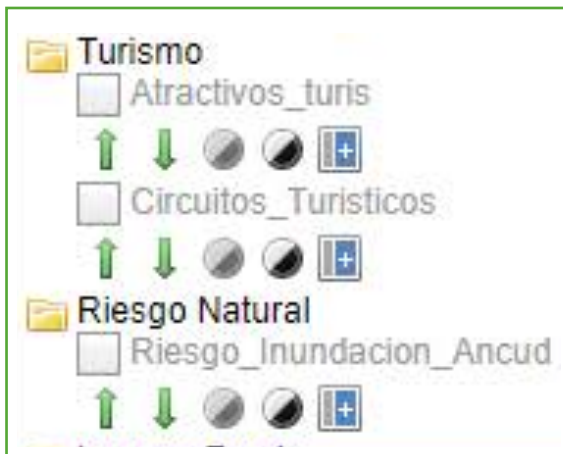 Turismo
Atractivos_turis
Circuitos_Turisticos
Riesgo Natural
Riesgo_Inundacion_Ancud